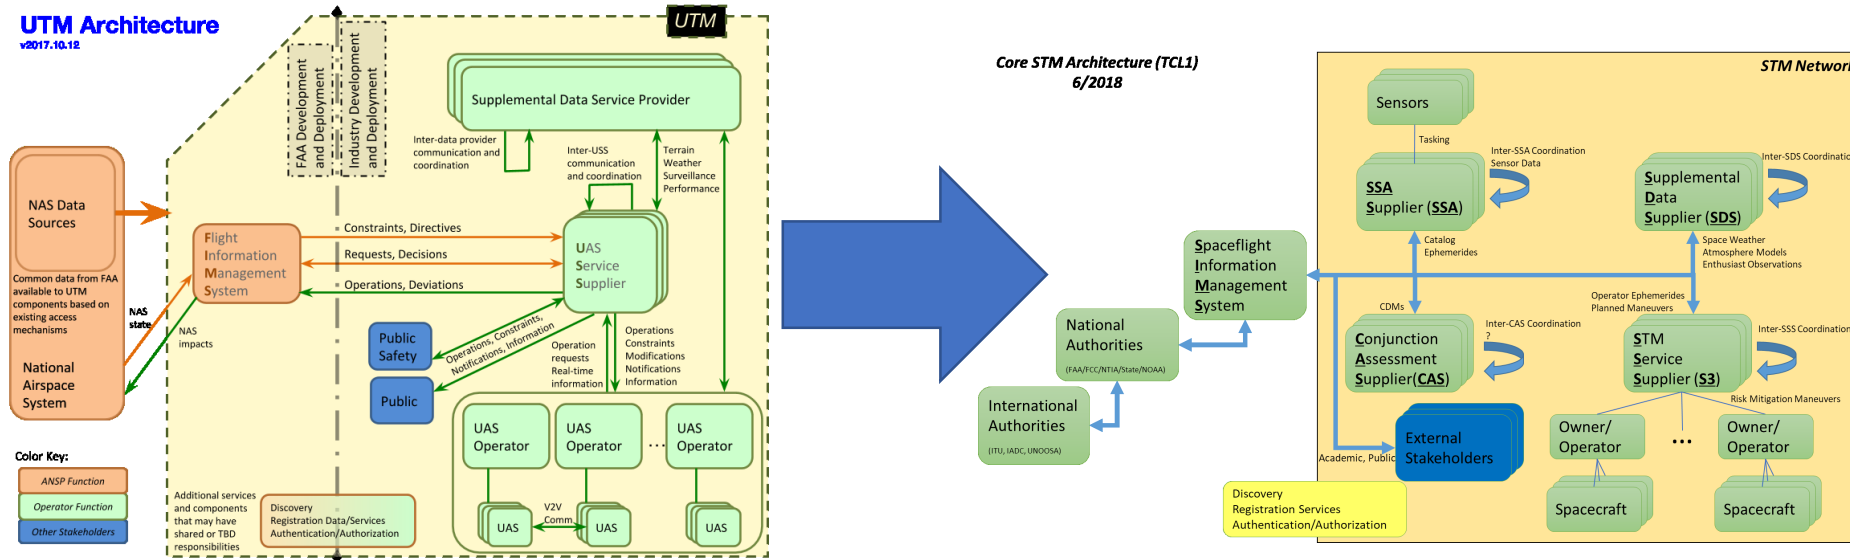 UTM Architecture
v2017.10.12
UTM
FAA Development
and Deployment
Industry Development
and Deployment
Supplemental Data Service Provider
Inter-data provider
communication and
coordination
Inter-USS
communication
and coordination
Terrain
Weather
Surveillance
Performance
NAS Data
Sources
Common data from FAA
available to UTM
components based on
existing access
mechanisms
National
Airspace
System
NAS
state
NAS
impacts
Flight
Information
Management
System
Constraints, Directives
Requests, Decisions
Operations, Deviations
UAS
Service
Supplier
Public
Safety
Public
Operations, Constraints,
Notifications, Information
Operation
requests
Real-time
information
Operations
Constraints
Modifications
Notifications
Information
UAS
Operator
UAS
Operator
...
UAS
Operator
UAS
V2V
Comm.
UAS
UAS
Color Key:
ANSP Function
Operator Function
Other Stakeholders
Additional services
and components
that may have
shared or TBD
responsibilities
Discovery
Registration Data/Services
Authentication/Authorization
Core STM Architecture (TCL1)
6/2018
STM Network
Sensors
Tasking
SSA
Supplier (SSA)
Inter-SSA Coordination
Sensor Data
Supplemental
Data
Supplier (SDS)
Inter-SDS Coordination
Catalog
Ephemerides
Space Weather
Atmosphere Models
Enthusiast Observations
Spaceflight
Information
Management
System
National
Authorities
(FAA/FCC/NTIA/State/NOAA)
International
Authorities
(ITU, IADC, UNOOSA)
CDMs
Conjunction
Assessment
Supplier(CAS)
Inter-CAS Coordination
?
Operator Ephemerides
Planned Maneuvers
STM
Service
Supplier (S3)
Inter-SSS Coordination
Risk Mitigation Maneuvers
External
Stakeholders
Academic, Public
Owner/
Operator
...
Owner/
Operator
Spacecraft
Spacecraft
Discovery
Registration Services
Authentication/Authorization